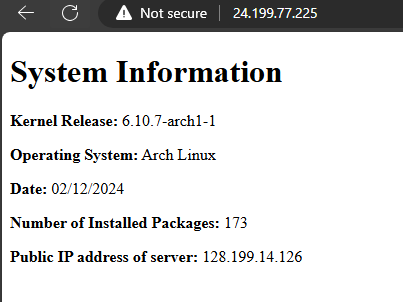 Not secure 24.199.77.225
System Information
Kernel Release: 6.10.7-arch1-1
Operating System: Arch Linux
Date: 02/12/2024
Number of Installed Packages: 173
Public IP address of server: 128.199.14.126